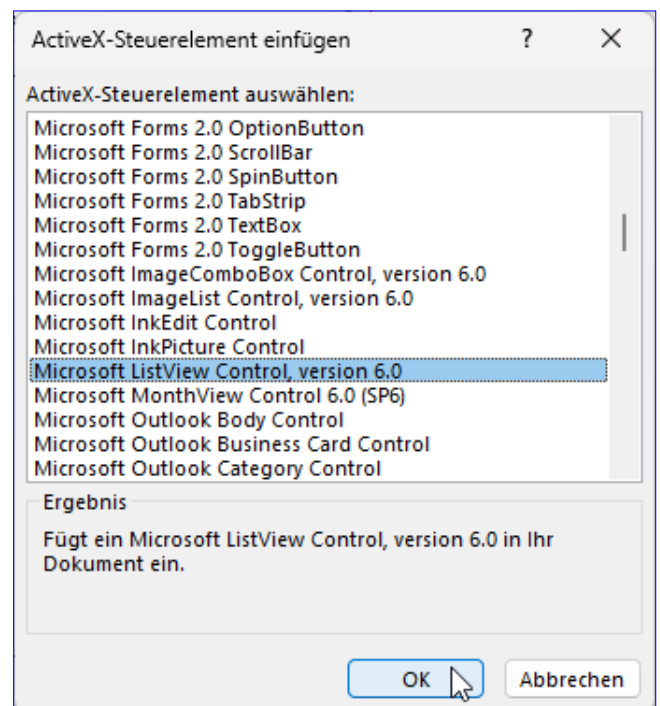 ActiveX-Steuerelement einfügen ? ×
ActiveX-Steuerelement auswählen:
Microsoft Forms 2.0 OptionButton
Microsoft Forms 2.0 ScrollBar
Microsoft Forms 2.0 SpinButton
Microsoft Forms 2.0 TabStrip
Microsoft Forms 2.0 TextBox
Microsoft Forms 2.0 ToggleButton
Microsoft ImageComboBox Control, version 6.0
Microsoft ImageList Control, version 6.0
Microsoft InkEdit Control
Microsoft InkPicture Control
Microsoft ListView Control, version 6.0
Microsoft MonthView Control 6.0 (SP6)
Microsoft Outlook Body Control
Microsoft Outlook Business Card Control
Microsoft Outlook Category Control
Ergebnis
Fügt ein Microsoft ListView Control, version 6.0 in Ihr
Dokument ein.
OK Abbrechen